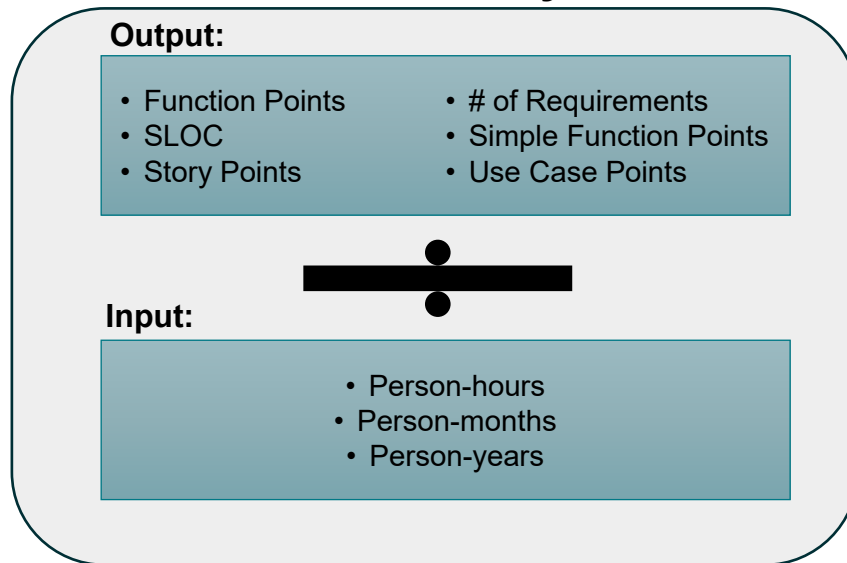 Output:
• Function Points
• SLOC
• Story Points
• # of Requirements
• Simple Function Points
• Use Case Points
Input:
• Person-hours
• Person-months
• Person-years